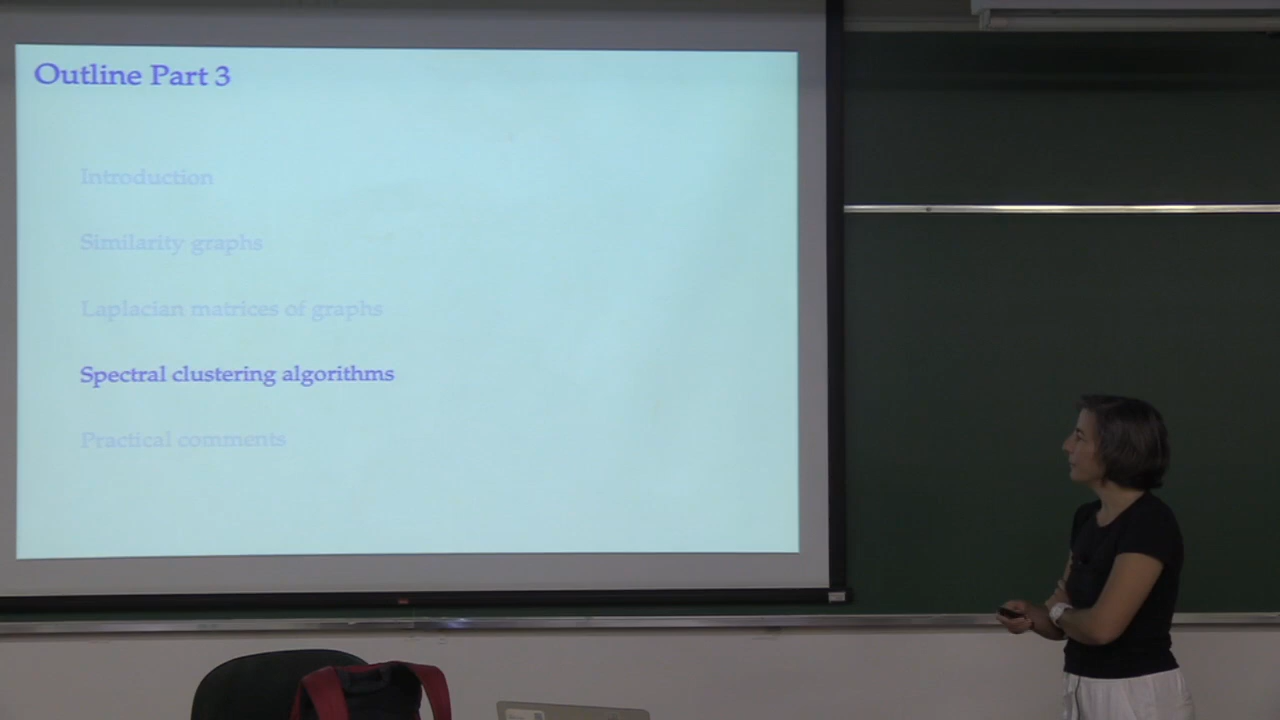 Outline Part 3
Introduction
Similarity graphs
Laplacian matrices of graphs
Spectral clustering algorithms
Practical comments